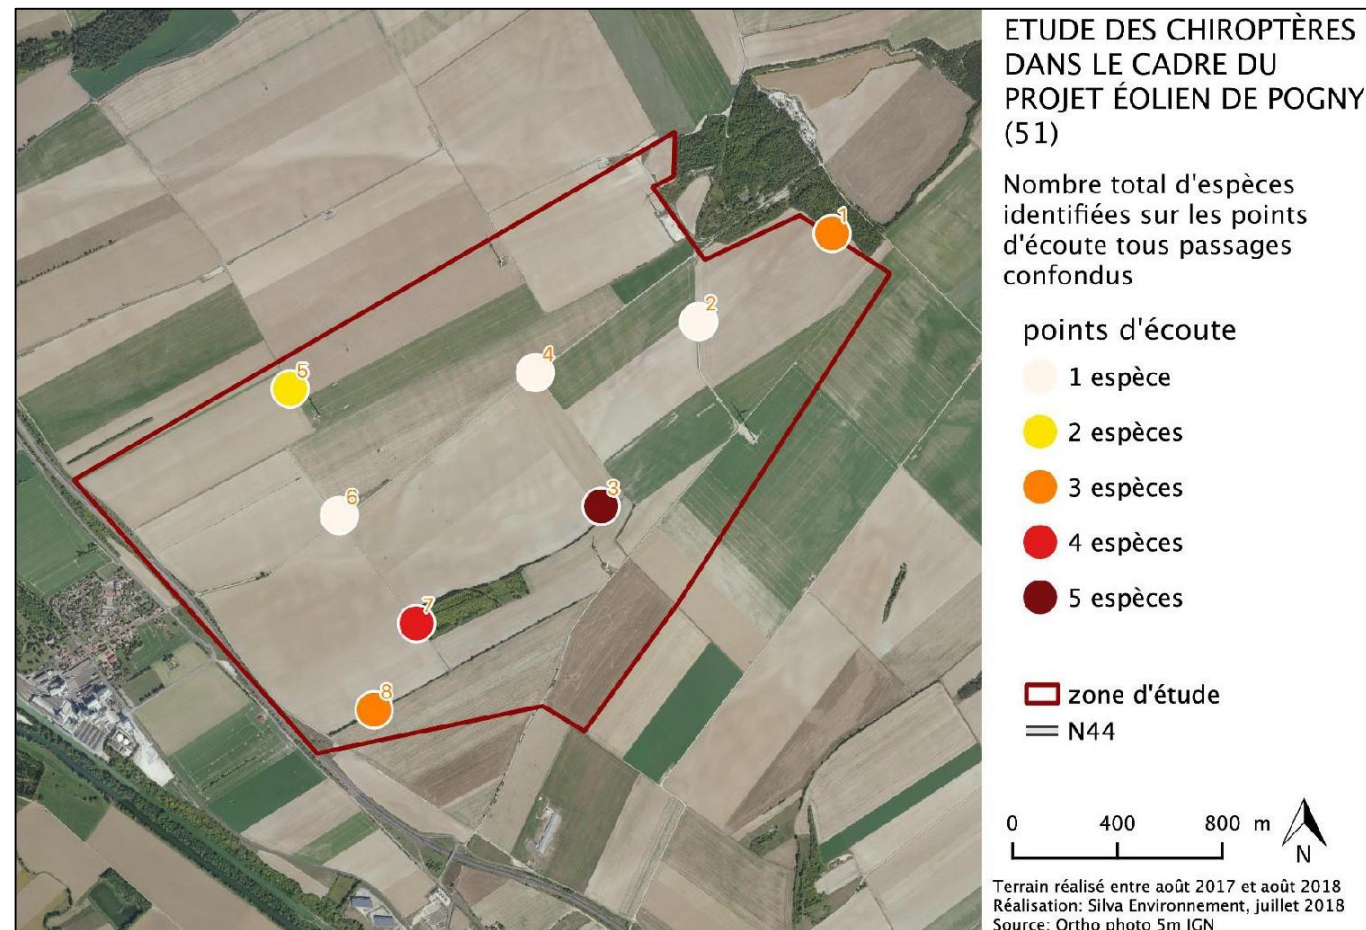 ETUDE DES CHIROPTÈRES
DANS LE CADRE DU
PROJET ÉOLIEN DE POGNY
(51)
Nombre total d'espèces
identifiées sur les points
d'écoute tous passages
confondus
points d'écoute
1 espèce
2 espèces
3 espèces
4 espèces
5 espèces
zone d'étude
N44
0 400 800 m
N
Terrain réalisé entre août 2017 et août 2018
Réalisation: Silva Environnement, juillet 2018
Source: Ortho photo 5m IGN
1
2
4
5
3
6
7
8